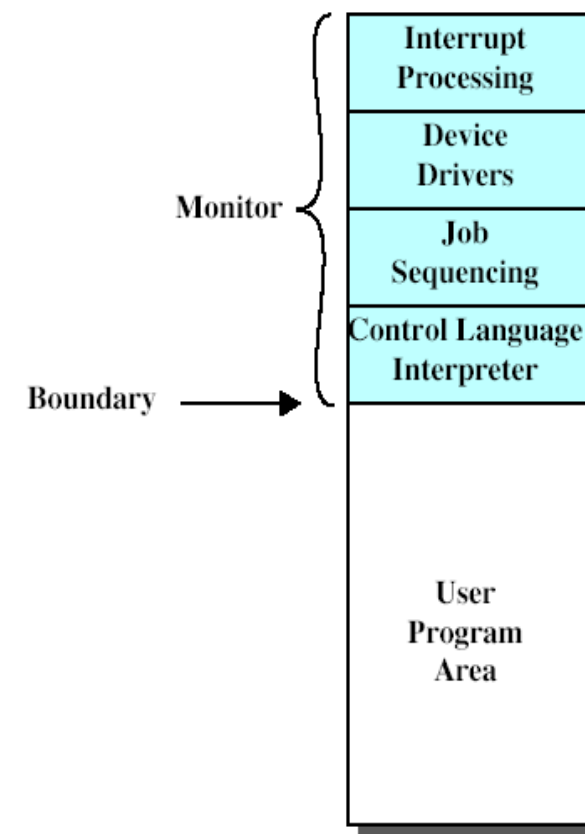 Interrupt
Processing
Device
Drivers
Monitor
Job
Sequencing
Control Language
Interpreter
Boundary
User
Program
Area